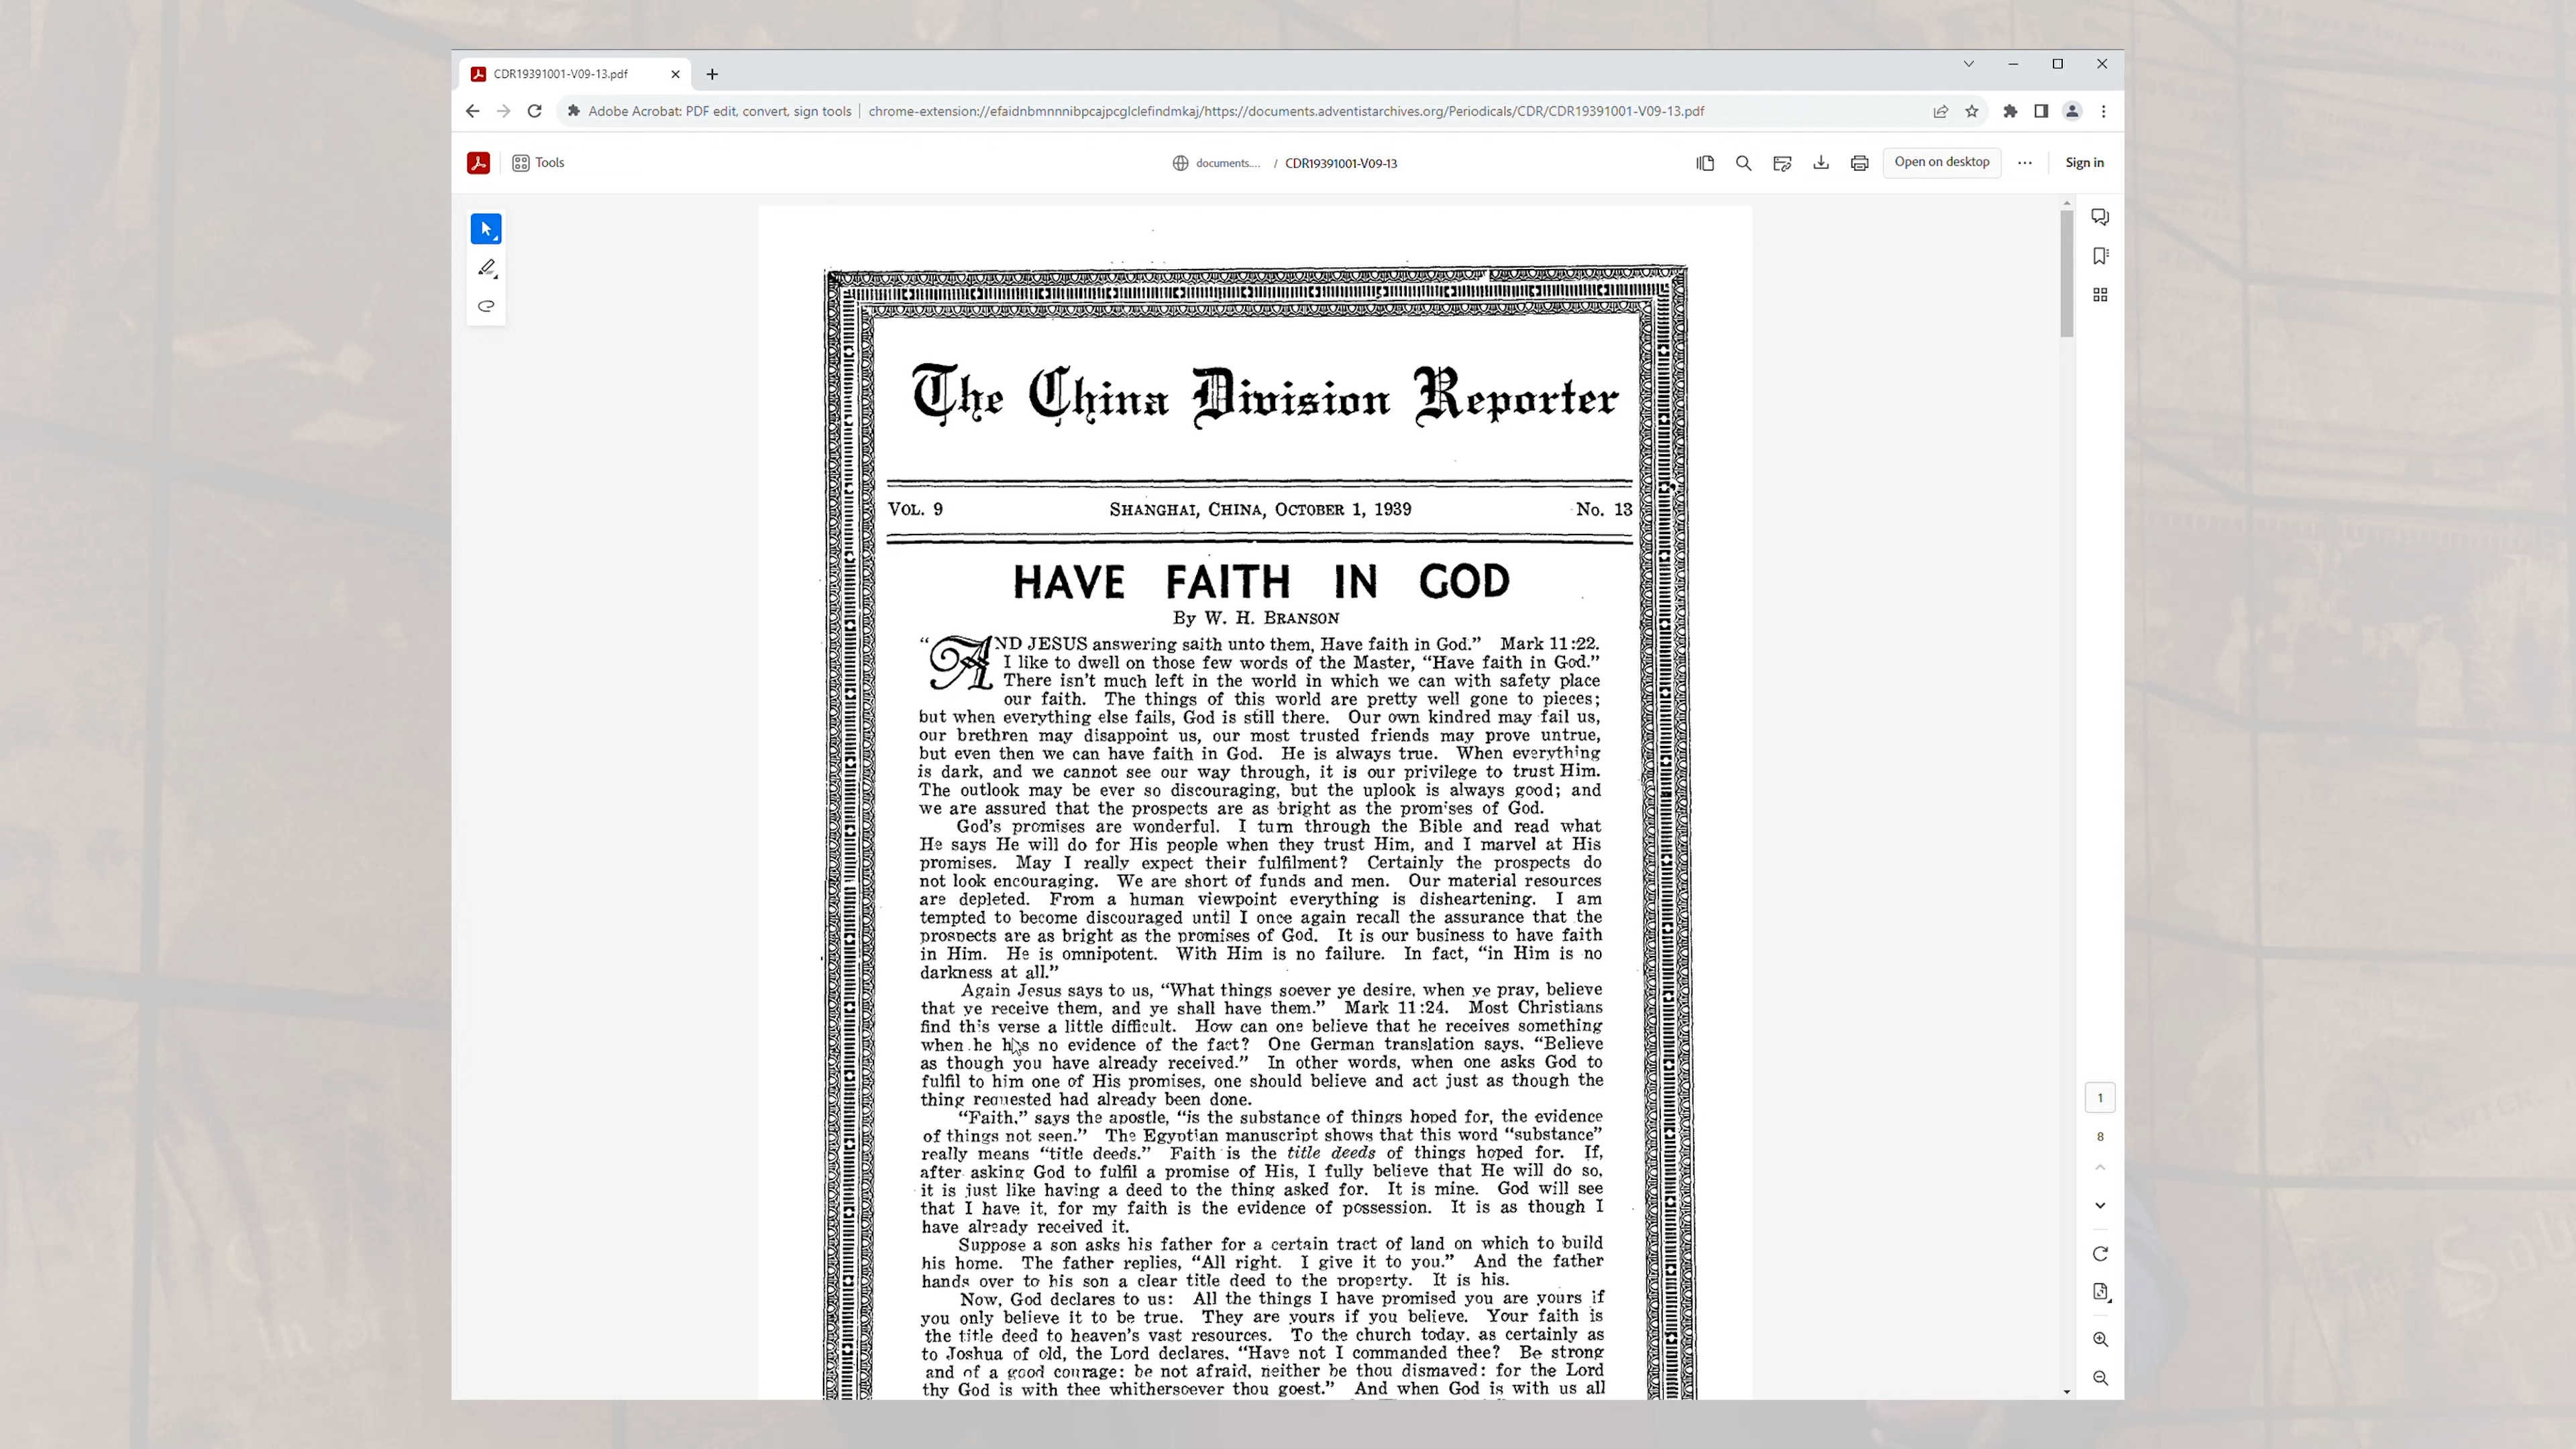 CDR19391001-V09-13.pdf
Adobe Acrobat: PDF edit, convert, sign tools | chrome-extension://efaidnbmnnnibpcajpcglclefindmkaj/https://documents.adventistarchives.org/Periodicals/CDR/CDR19391001-V09-13.pdf
Tools
documents.... / CDR19391001-V09-13
Open on desktop
Sign in
The China Division Reporter
VOL. 9 SHANGHAI, CHINA, OCTOBER 1, 1939 No. 13
HAVE FAITH IN GOD
By W. H. BRANSON
"AND JESUS answering saith unto them, Have faith in God." Mark 11:22.
I like to dwell on those few words of the Master, "Have faith in God."
There isn't much left in the world in which we can with safety place
our faith. The things of this world are pretty well gone to pieces;
but when everything else fails, God is still there. Our own kindred may fail us,
our brethren may disappoint us, our most trusted friends may prove untrue,
but even then we can have faith in God. He is always true. When everything
is dark, and we cannot see our way through, it is our privilege to trust Him.
The outlook may be ever so discouraging, but the uplook is always good; and
we are assured that the prospects are as bright as the promises of God.
God's promises are wonderful. I turn through the Bible and read what
He says He will do for His people when they trust Him, and I marvel at His
promises. May I really expect their fulfilment? Certainly the prospects do
not look encouraging. We are short of funds and men. Our material resources
are depleted. From a human viewpoint everything is disheartening. I am
tempted to become discouraged until I once again recall the assurance that the
prospects are as bright as the promises of God. It is our business to have faith
in Him. He is omnipotent. With Him is no failure. In fact, "in Him is no
darkness at all."
Again Jesus says to us, "What things soever ye desire, when ye pray, believe
that ye receive them, and ye shall have them." Mark 11:24. Most Christians
find this verse a little difficult. How can one believe that he receives something
when he has no evidence of the fact? One German translation says, "Believe
as though you have already received." In other words, when one asks God to
fulfil to him one of His promises, one should believe and act just as though the
thing requested had already been done.
"Faith," says the apostle, "is the substance of things hoped for, the evidence
of things not seen." The Egyptian manuscript shows that this word "substance"
really means "title deeds." Faith is the title deeds of things hoped for. If,
after asking God to fulfil a promise of His, I fully believe that He will do so,
it is just like having a deed to the thing asked for. It is mine. God will see
that I have it, for my faith is the evidence of possession. It is as though I
have already received it.
Suppose a son asks his father for a certain tract of land on which to build
his home. The father replies, "All right. I give it to you." And the father
hands over to his son a clear title deed to the property. It is his.
Now, God declares to us: All the things I have promised you are yours if
you only believe it to be true. They are yours if you believe. Your faith is
the title deed to heaven's vast resources. To the church today, as certainly as
to Joshua of old, the Lord declares, "Have not I commanded thee? Be strong
and of a good courage; be not afraid, neither be thou dismayed: for the Lord
thy God is with thee whithersoever thou goest." And when God is with us all
1
8